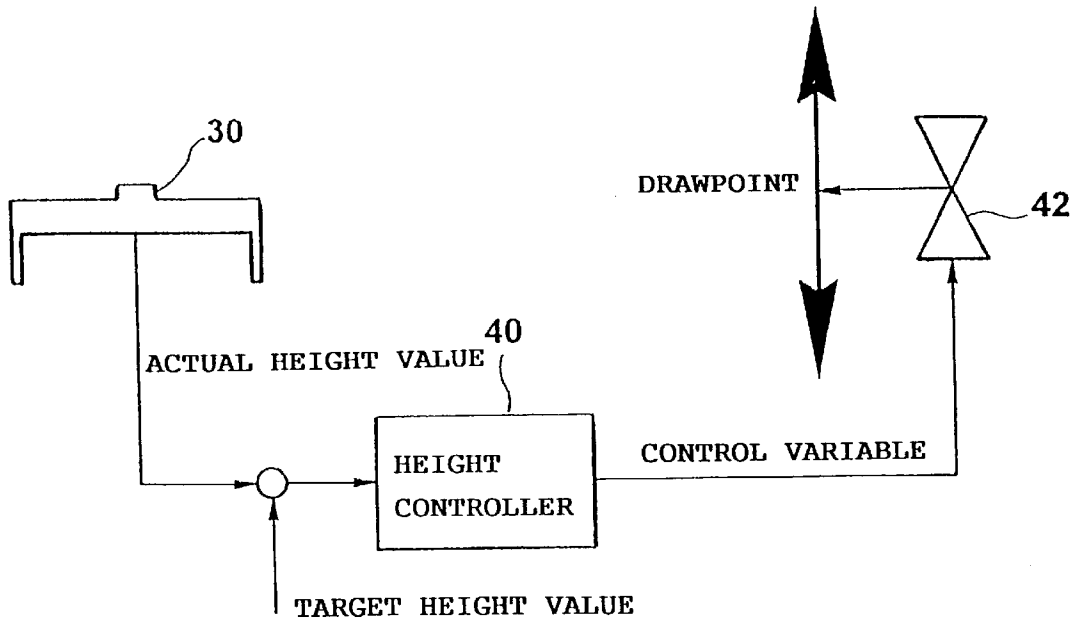 30
DRAWPOINT
42
40
ACTUAL HEIGHT VALUE
CONTROL VARIABLE
HEIGHT
CONTROLLER
TARGET HEIGHT VALUE